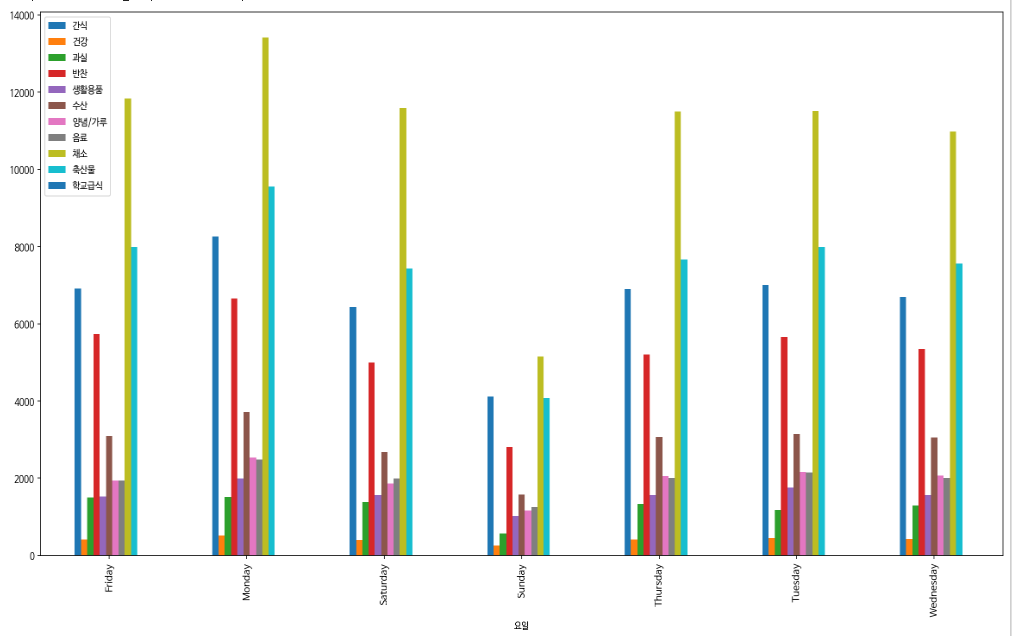 14000
12000
10000
8000
6000
4000
2000
0
간식
건강
과실
반찬
생활용품
수산
양념/가루
음료
채소
축산물
학교급식
Friday
Monday
Saturday
Sunday
Thursday
Tuesday
Wednesday
요일